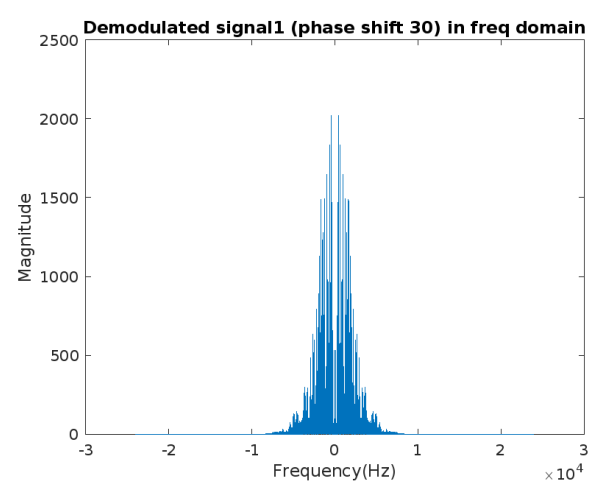 Demodulated signal1 (phase shift 30) in freq domain
2500
2000
1500
1000
500
0
-3 -2 -1 0 1 2 3
Magnitude
Frequency(Hz)
×10^4